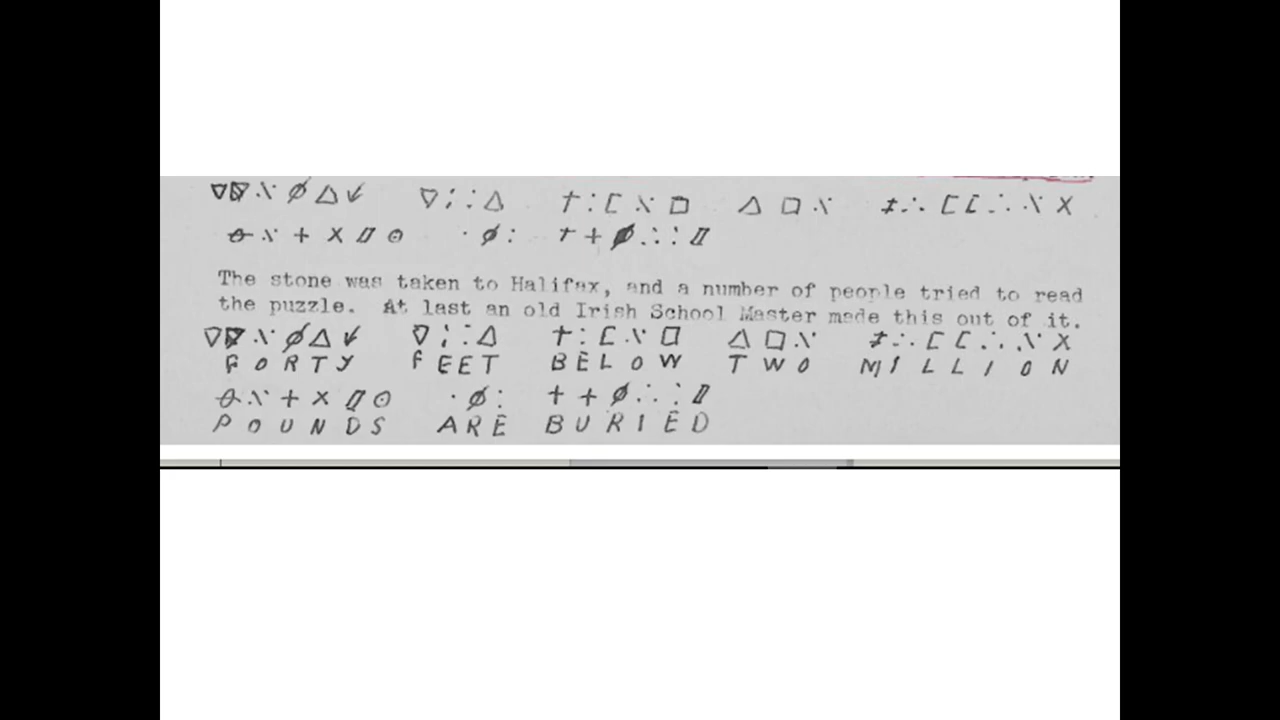 The stone was taken to Halifax, and a number of people tried to read
the puzzle. At last an old Irish School Master made this out of it.
FORTY FEET BELOW TWO MILLION
POUNDS ARE BURIED